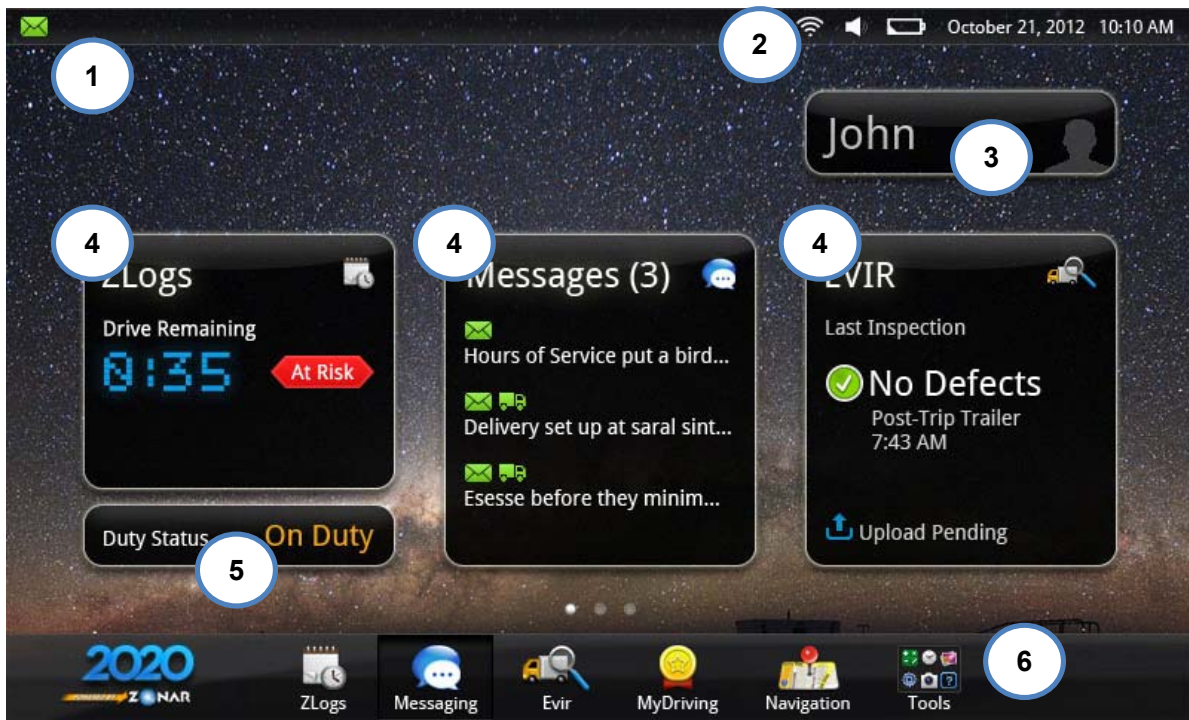 2
October 21, 2012 10:10 AM
1
John
3
4
4
4
ZLogs
Messages (3)
EVIR
Drive Remaining
0:35
At Risk
Hours of Service put a bird...
Delivery set up at saral sint...
Esesse before they minim...
Last Inspection
No Defects
Post-Trip Trailer
7:43 AM
Upload Pending
Duty Status
On Duty
5
6
2020
POWERED BY ZONAR
ZLogs
Messaging
Evir
MyDriving
Navigation
Tools